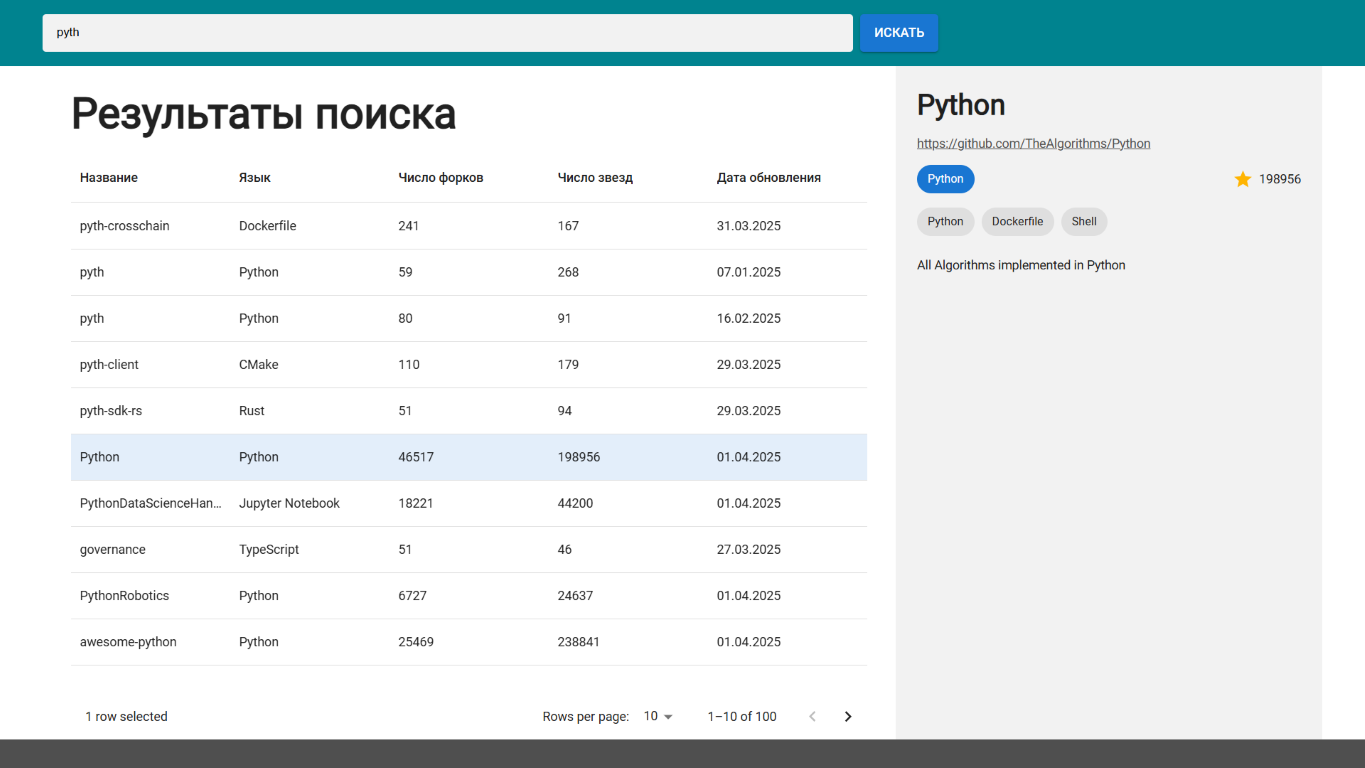 pyth
ИСКАТЬ
Результаты поиска
Название Язык Число форков Число звезд Дата обновления
pyth-crosschain Dockerfile 241 167 31.03.2025
pyth Python 59 268 07.01.2025
pyth Python 80 91 16.02.2025
pyth-client CMake 110 179 29.03.2025
pyth-sdk-rs Rust 51 94 29.03.2025
Python Python 46517 198956 01.04.2025
PythonDataScienceHan... Jupyter Notebook 18221 44200 01.04.2025
governance TypeScript 51 46 27.03.2025
PythonRobotics Python 6727 24637 01.04.2025
awesome-python Python 25469 238841 01.04.2025
1 row selected Rows per page: 10 1–10 of 100
Python
https://github.com/TheAlgorithms/Python
Python 198956
Python Dockerfile Shell
All Algorithms implemented in Python